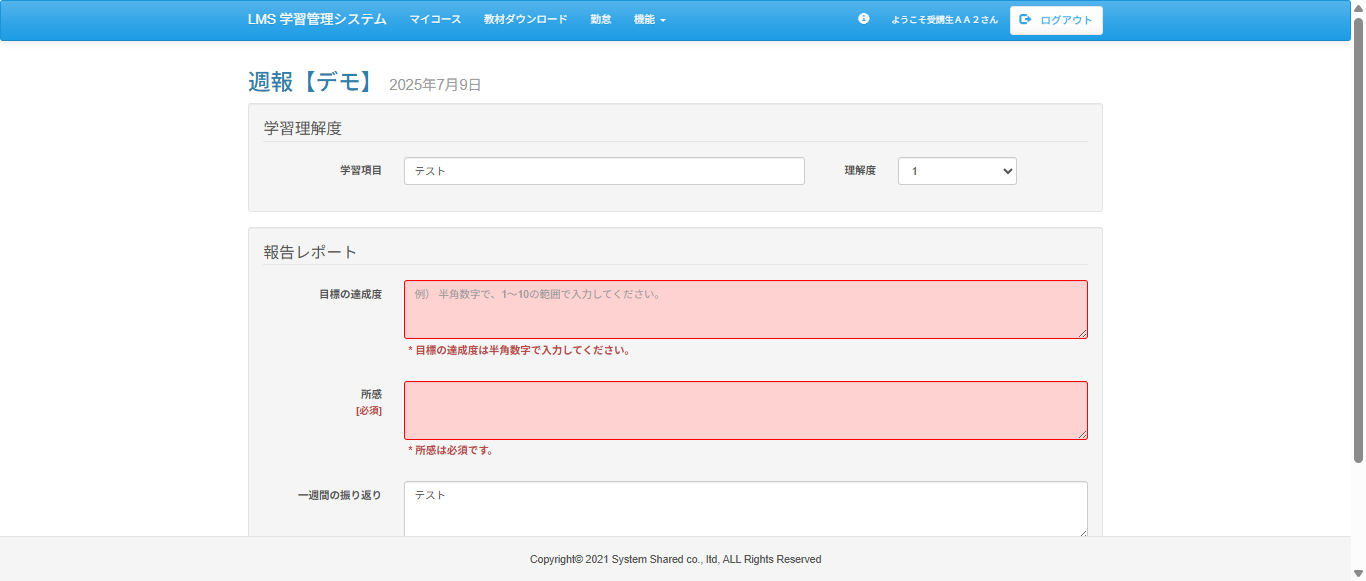 LMS 学習管理システム マイコース 教材ダウンロード 勤怠 機能 ようこそ受講生ＡＡ２さん ログアウト
週報【デモ】 2025年7月9日
学習理解度
学習項目 テスト 理解度 1
報告レポート
目標の達成度 例） 半角数字で、1～10の範囲で入力してください。
* 目標の達成度は半角数字で入力してください。
所感
[必須]
* 所感は必須です。
一週間の振り返り テスト
Copyright© 2021 System Shared co., ltd, ALL Rights Reserved